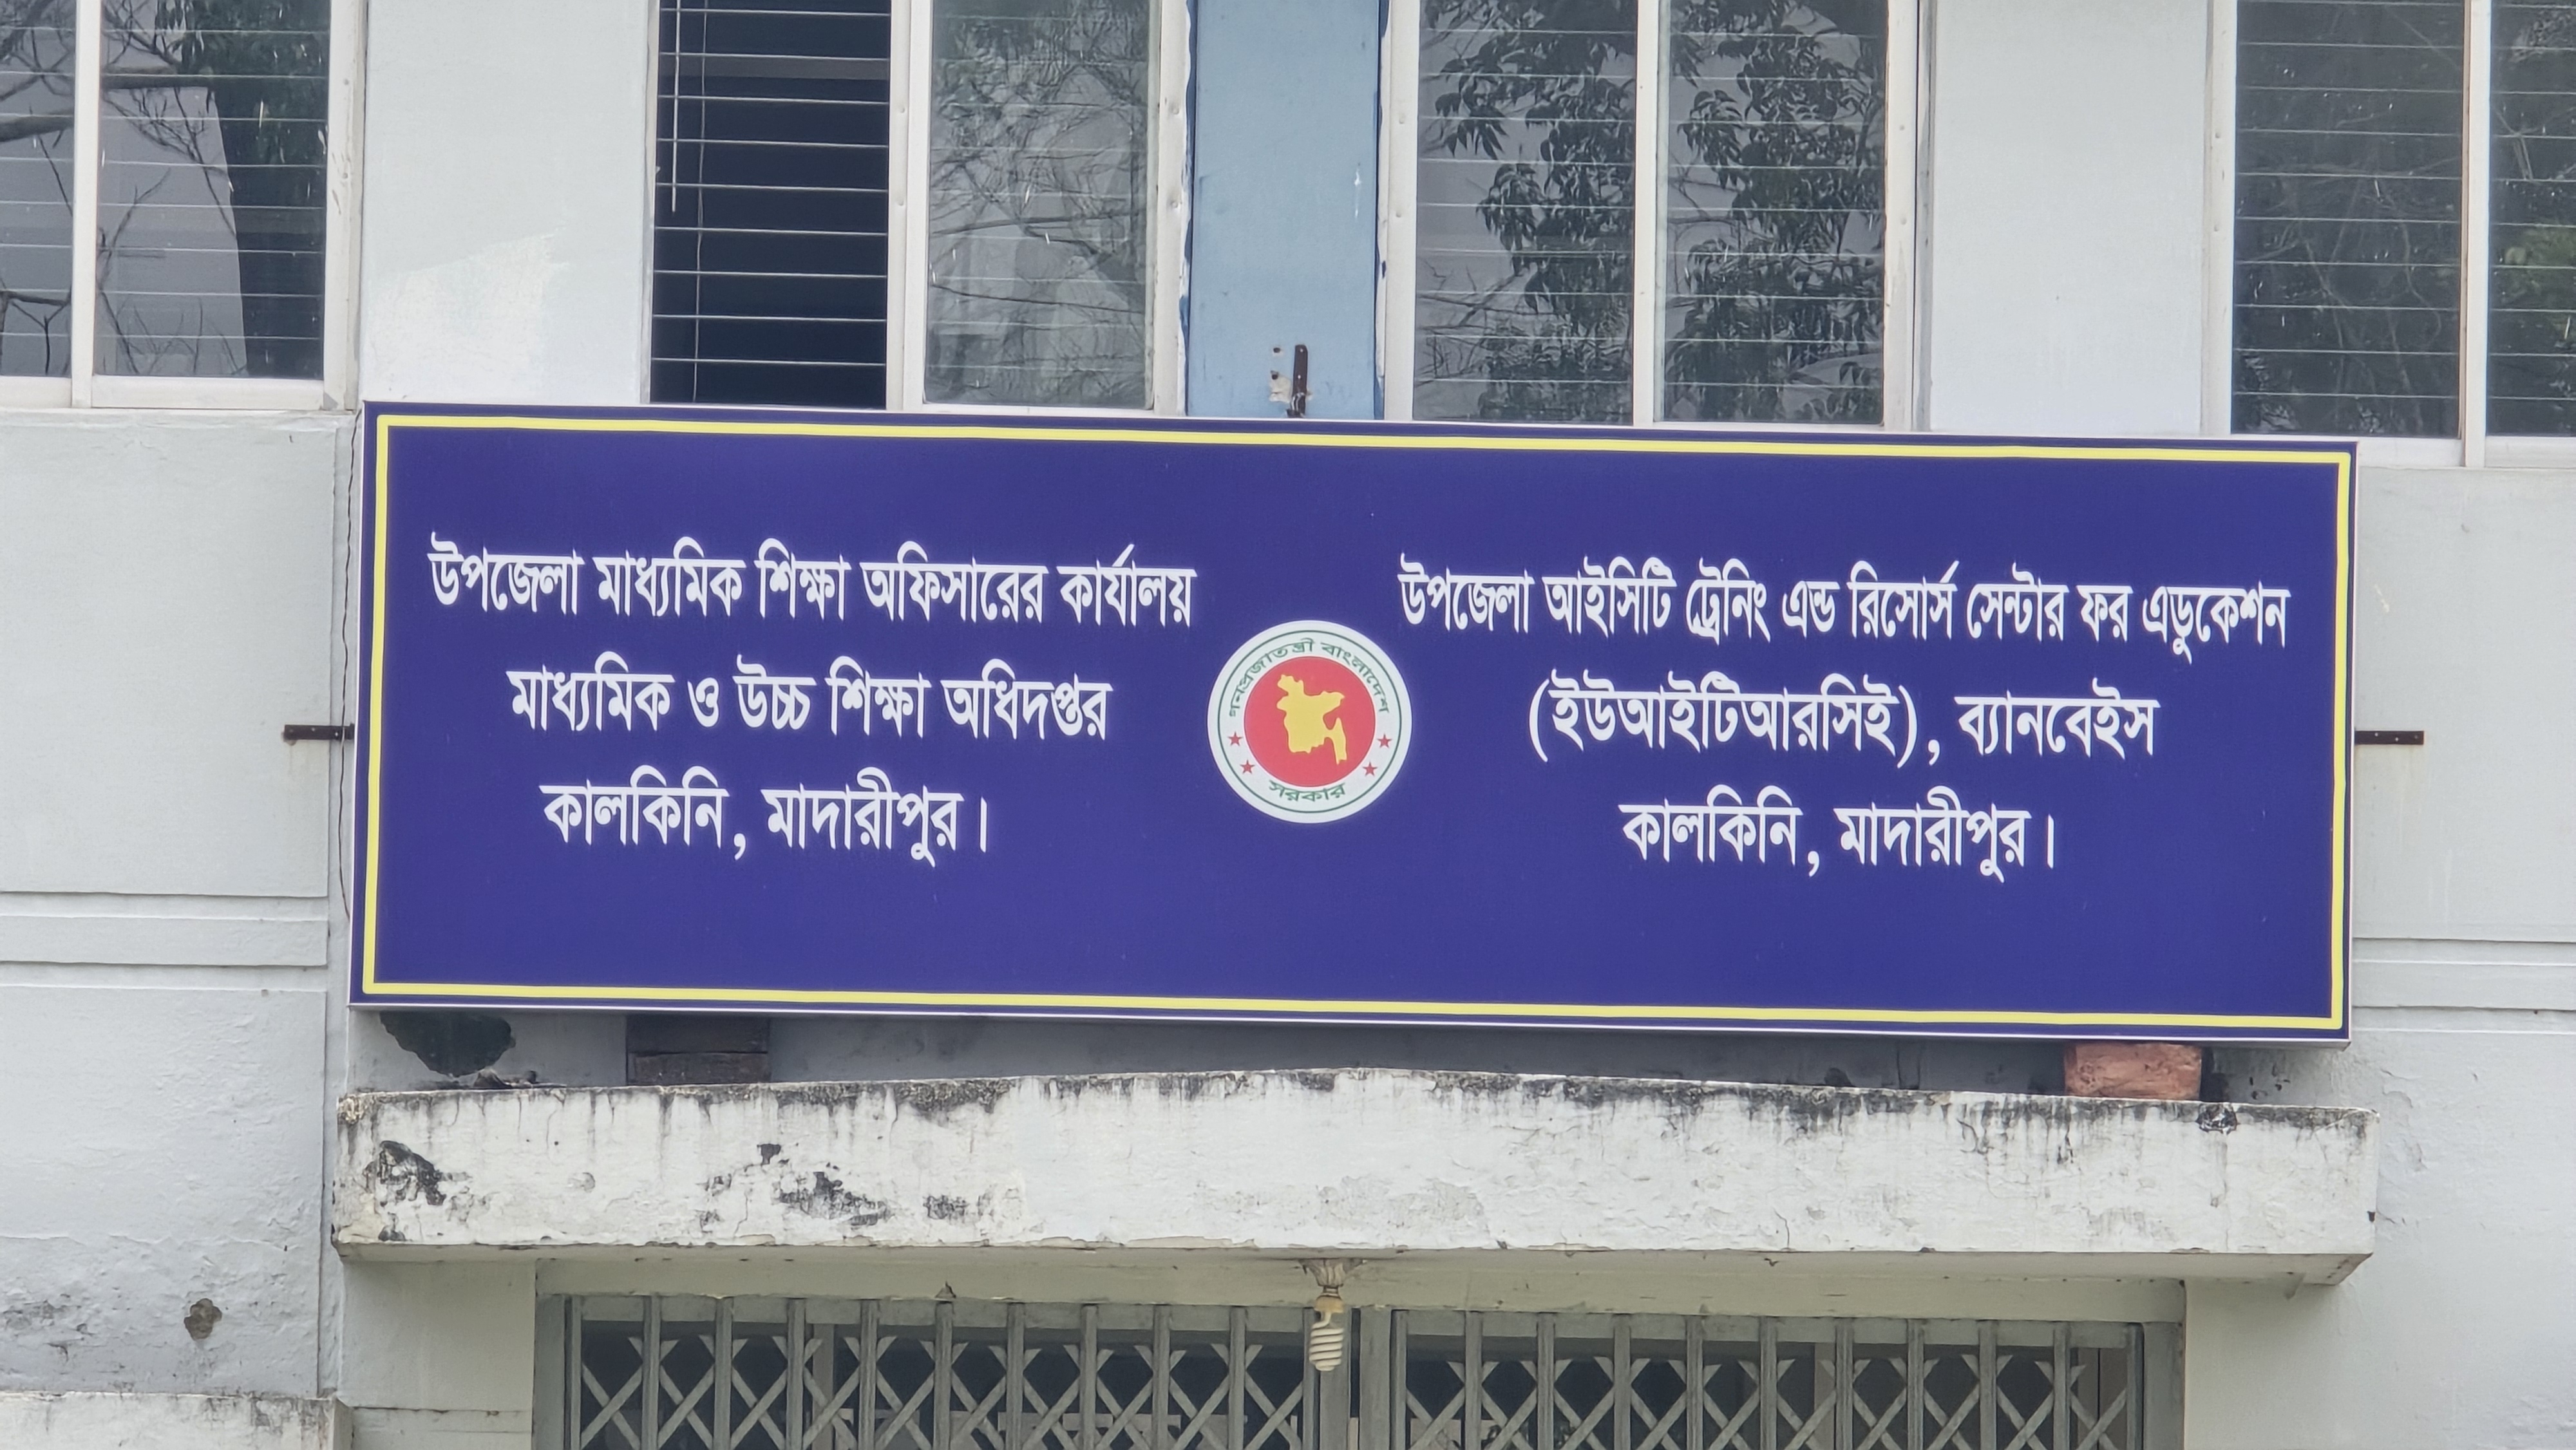 উপজেলা মাধ্যমিক শিক্ষা অফিসারের কার্যালয়
মাধ্যমিক ও উচ্চ শিক্ষা অধিদপ্তর
কালকিনি, মাদারীপুর।
গনপ্রজাতন্ত্রী বাংলাদেশ
সরকার
উপজেলা আইসিটি ট্রেনিং এন্ড রিসোর্স সেন্টার ফর এডুকেশন
(ইউআইটিআরসিই), ব্যানবেইস
কালকিনি, মাদারীপুর।